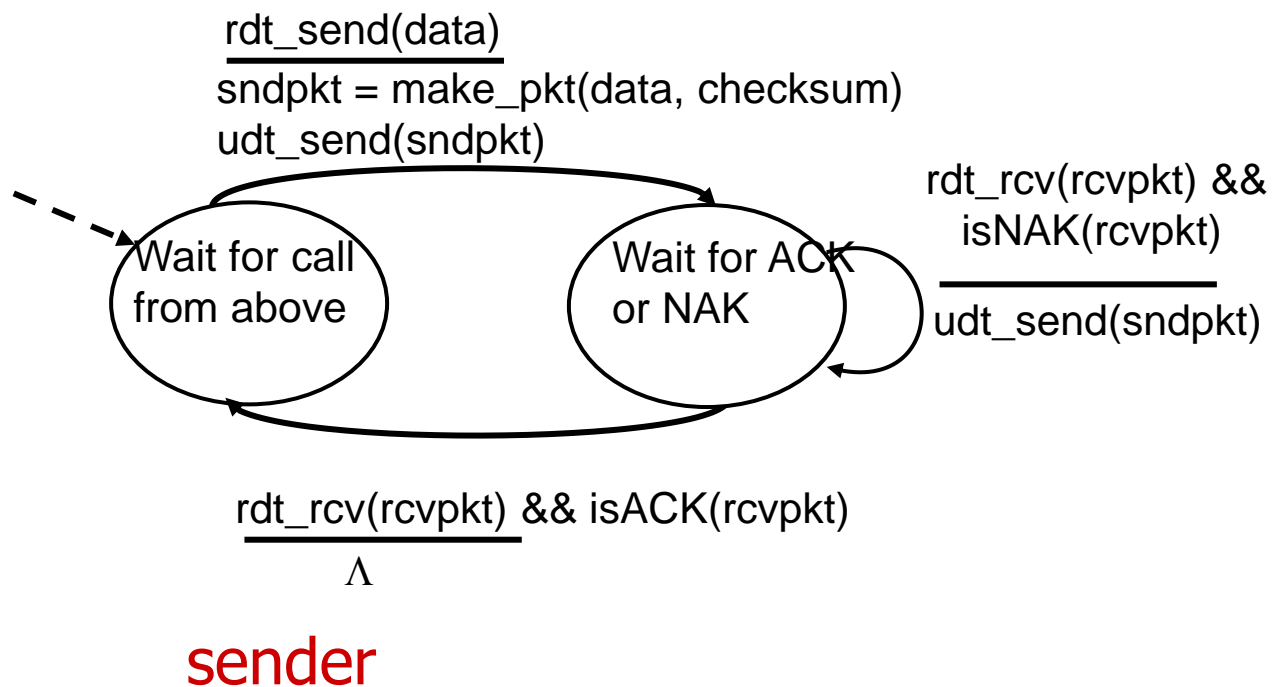 rdt_send(data)
sndpkt = make_pkt(data, checksum)
udt_send(sndpkt)
rdt_rcv(rcvpkt) &&
isNAK(rcvpkt)
udt_send(sndpkt)
Wait for call
from above
Wait for ACK
or NAK
rdt_rcv(rcvpkt) && isACK(rcvpkt)
Λ
sender